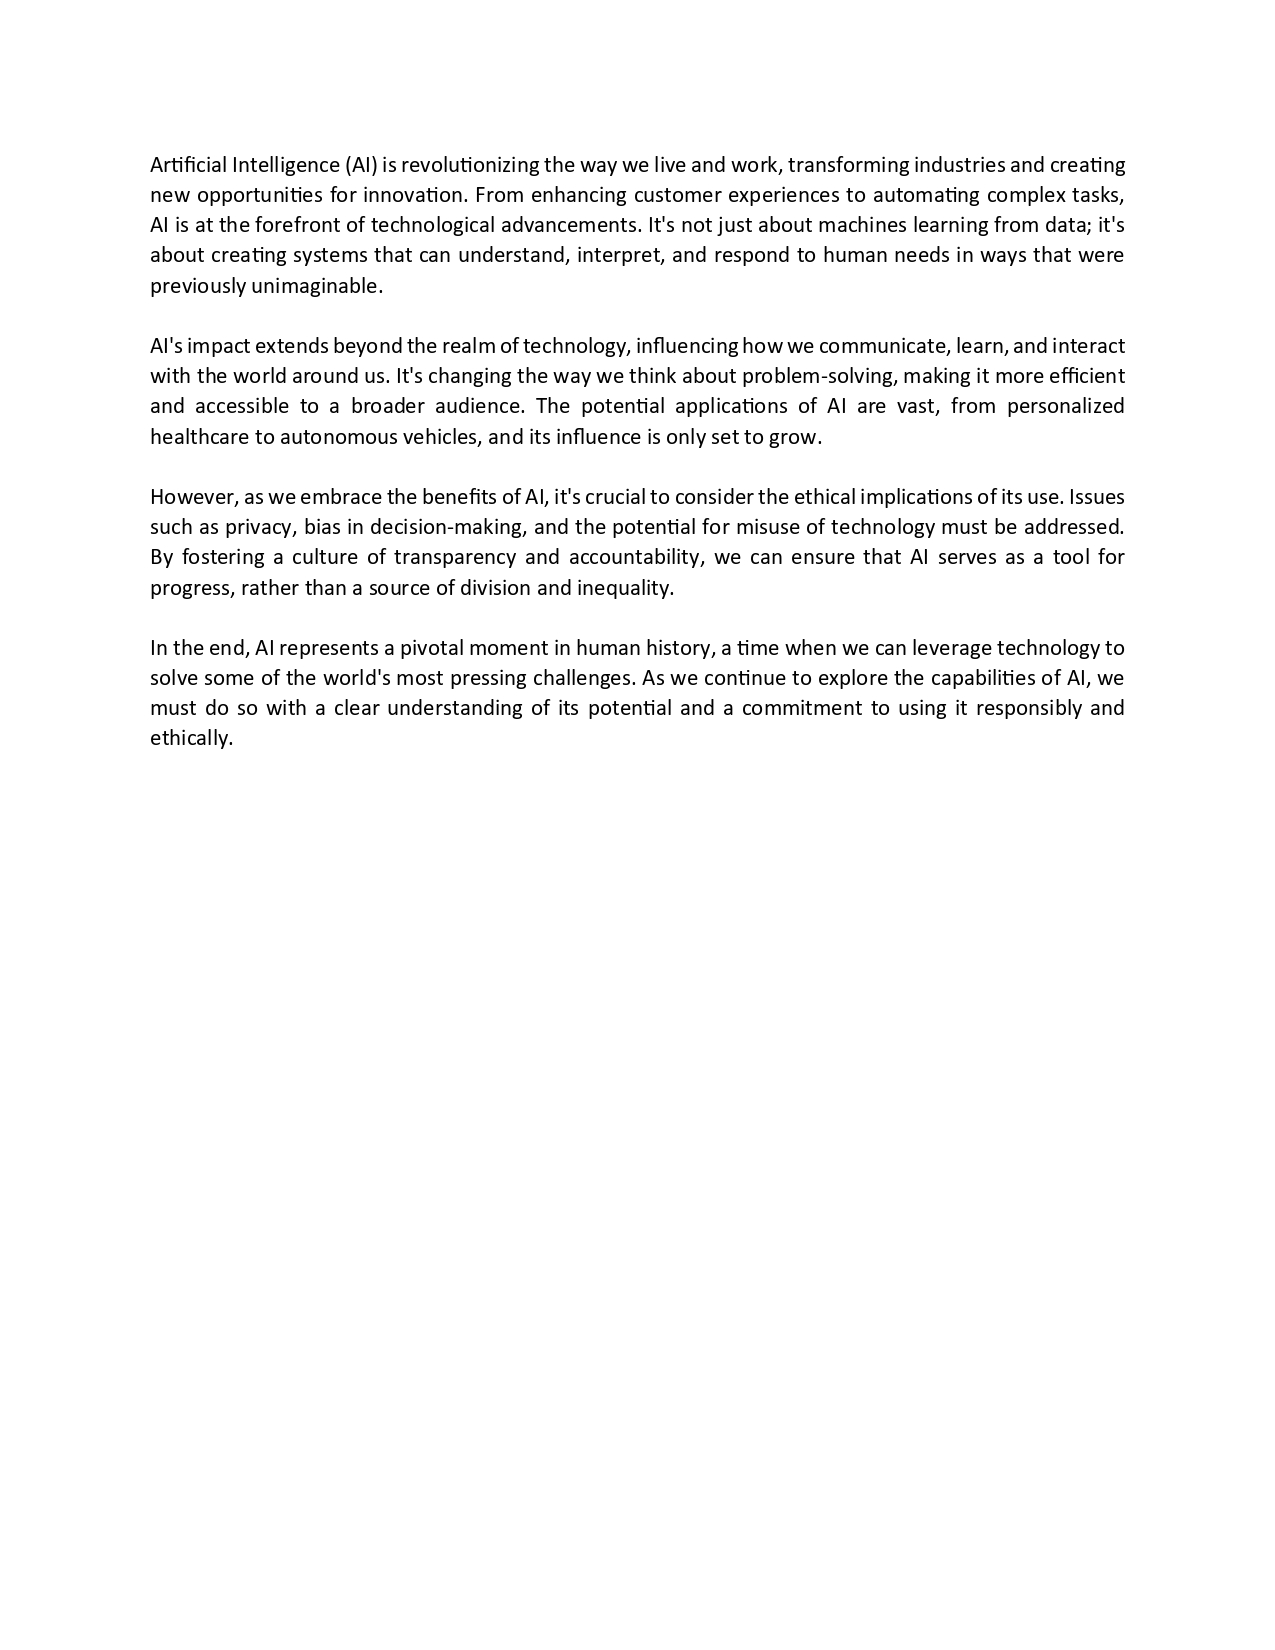 Artificial Intelligence (AI) is revolutionizing the way we live and work, transforming industries and creating
new opportunities for innovation. From enhancing customer experiences to automating complex tasks,
AI is at the forefront of technological advancements. It's not just about machines learning from data; it's
about creating systems that can understand, interpret, and respond to human needs in ways that were
previously unimaginable.
AI's impact extends beyond the realm of technology, influencing how we communicate, learn, and interact
with the world around us. It's changing the way we think about problem-solving, making it more efficient
and accessible to a broader audience. The potential applications of AI are vast, from personalized
healthcare to autonomous vehicles, and its influence is only set to grow.
However, as we embrace the benefits of AI, it's crucial to consider the ethical implications of its use. Issues
such as privacy, bias in decision-making, and the potential for misuse of technology must be addressed.
By fostering a culture of transparency and accountability, we can ensure that AI serves as a tool for
progress, rather than a source of division and inequality.
In the end, AI represents a pivotal moment in human history, a time when we can leverage technology to
solve some of the world's most pressing challenges. As we continue to explore the capabilities of AI, we
must do so with a clear understanding of its potential and a commitment to using it responsibly and
ethically.